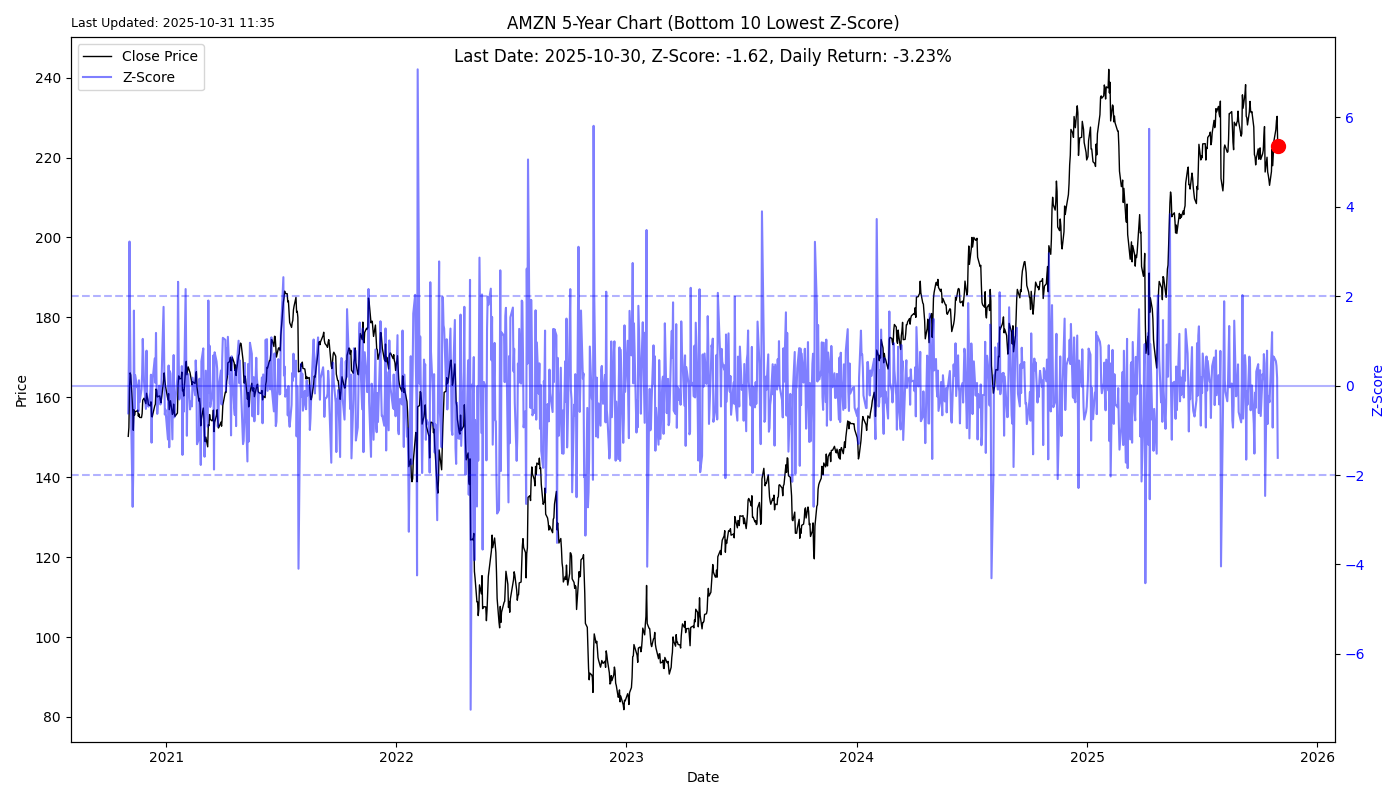 Last Updated: 2025-10-31 11:35
AMZN 5-Year Chart (Bottom 10 Lowest Z-Score)
Last Date: 2025-10-30, Z-Score: -1.62, Daily Return: -3.23%
Close Price
Z-Score
240
220
200
180
160
140
120
100
80
Price
6
4
2
0
−2
−4
−6
Z-Score
2021 2022 2023 2024 2025 2026
Date